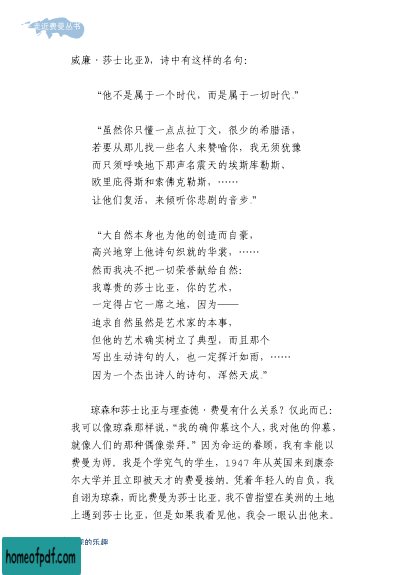 走近费曼丛书
威廉·莎士比亚》，诗中有这样的名句：
“他不是属于一个时代，而是属于一切时代。”
“虽然你只懂一点点拉丁文，很少的希腊语，
若要从那儿找一些名人来赞喻你，我无须犹豫
而只须呼唤地下那声名震天的埃斯库勒斯、
欧里庇得斯和索佛克勒斯，……
让他们复活，来倾听你悲剧的音步。”
“大自然本身也为他的创造而自豪，
高兴地穿上他诗句织就的华裳，……
然而我决不把一切荣誉献给自然：
我尊贵的莎士比亚，你的艺术，
一定得占它一席之地，因为——
追求自然虽然是艺术家的本事，
但他的艺术确实树立了典型，而且那个
写出生动诗句的人，也一定挥汗如雨，……
因为一个杰出诗人的诗句，浑然天成。”
琼森和莎士比亚与理查德·费曼有什么关系？仅此而已：
我可以像琼森那样说，“我的确仰慕这个人，我对他的仰慕，
就像人们的那种偶像崇拜。”因为命运的眷顾，我有幸能以
费曼为师。我是个学究气的学生，1947 年从英国来到康奈
尔大学并且立即被天才的费曼接纳。凭着年轻人的自负，我
自诩为琼森，而比费曼为莎士比亚。我不曾指望在美洲的土地
上遇到莎士比亚，但是如果我看见他，我会一眼认出他来。
的乐趣
homeofpdf.com